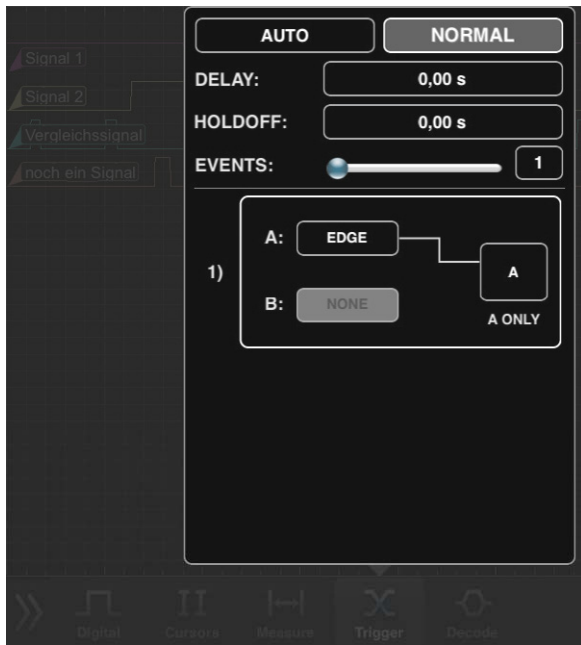 AUTO NORMAL
Signal 1
DELAY: 0,00 s
Signal 2
HOLDOFF: 0,00 s
Vergleichssignal
EVENTS: 1
noch ein Signal
A: EDGE
1) A
B: NONE
A ONLY
Digital Cursors Measure Trigger Decode